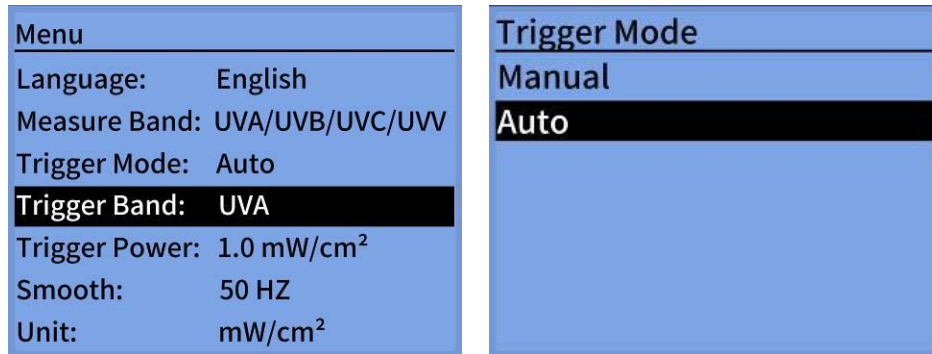 Menu
Language: English
Measure Band: UVA/UVB/UVC/UVV
Trigger Mode: Auto
Trigger Band: UVA
Trigger Power: 1.0 mW/cm²
Smooth: 50 HZ
Unit: mW/cm²
Trigger Mode
Manual
Auto